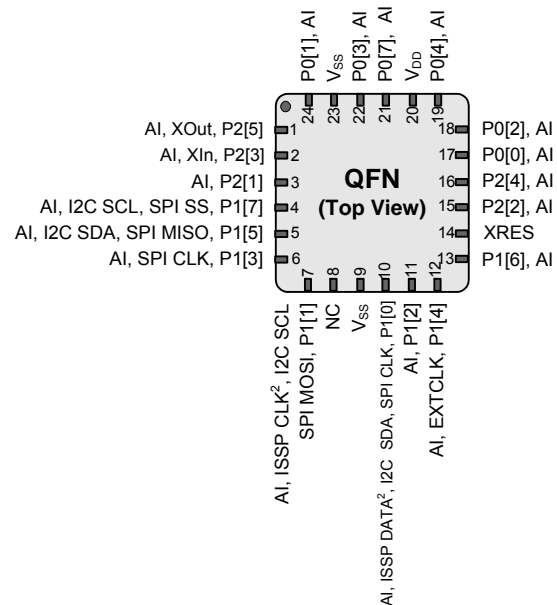 P0[1], AI
VSS
P0[3], AI
P0[7], AI
VDD
P0[4], AI
24
23
22
21
20
19
AI, XOut, P2[5]
1
AI, XIn, P2[3]
2
AI, P2[1]
3
AI, I2C SCL, SPI SS, P1[7]
4
AI, I2C SDA, SPI MISO, P1[5]
5
AI, SPI CLK, P1[3]
6
QFN
(Top View)
18
P0[2], AI
17
P0[0], AI
16
P2[4], AI
15
P2[2], AI
14
XRES
13
P1[6], AI
7
8
9
10
11
12
AI, ISSP CLK², I2C SCL
SPI MOSI, P1[1]
NC
VSS
AI, ISSP DATA², I2C SDA, SPI CLK, P1[0]
AI, P1[2]
AI, EXTCLK, P1[4]